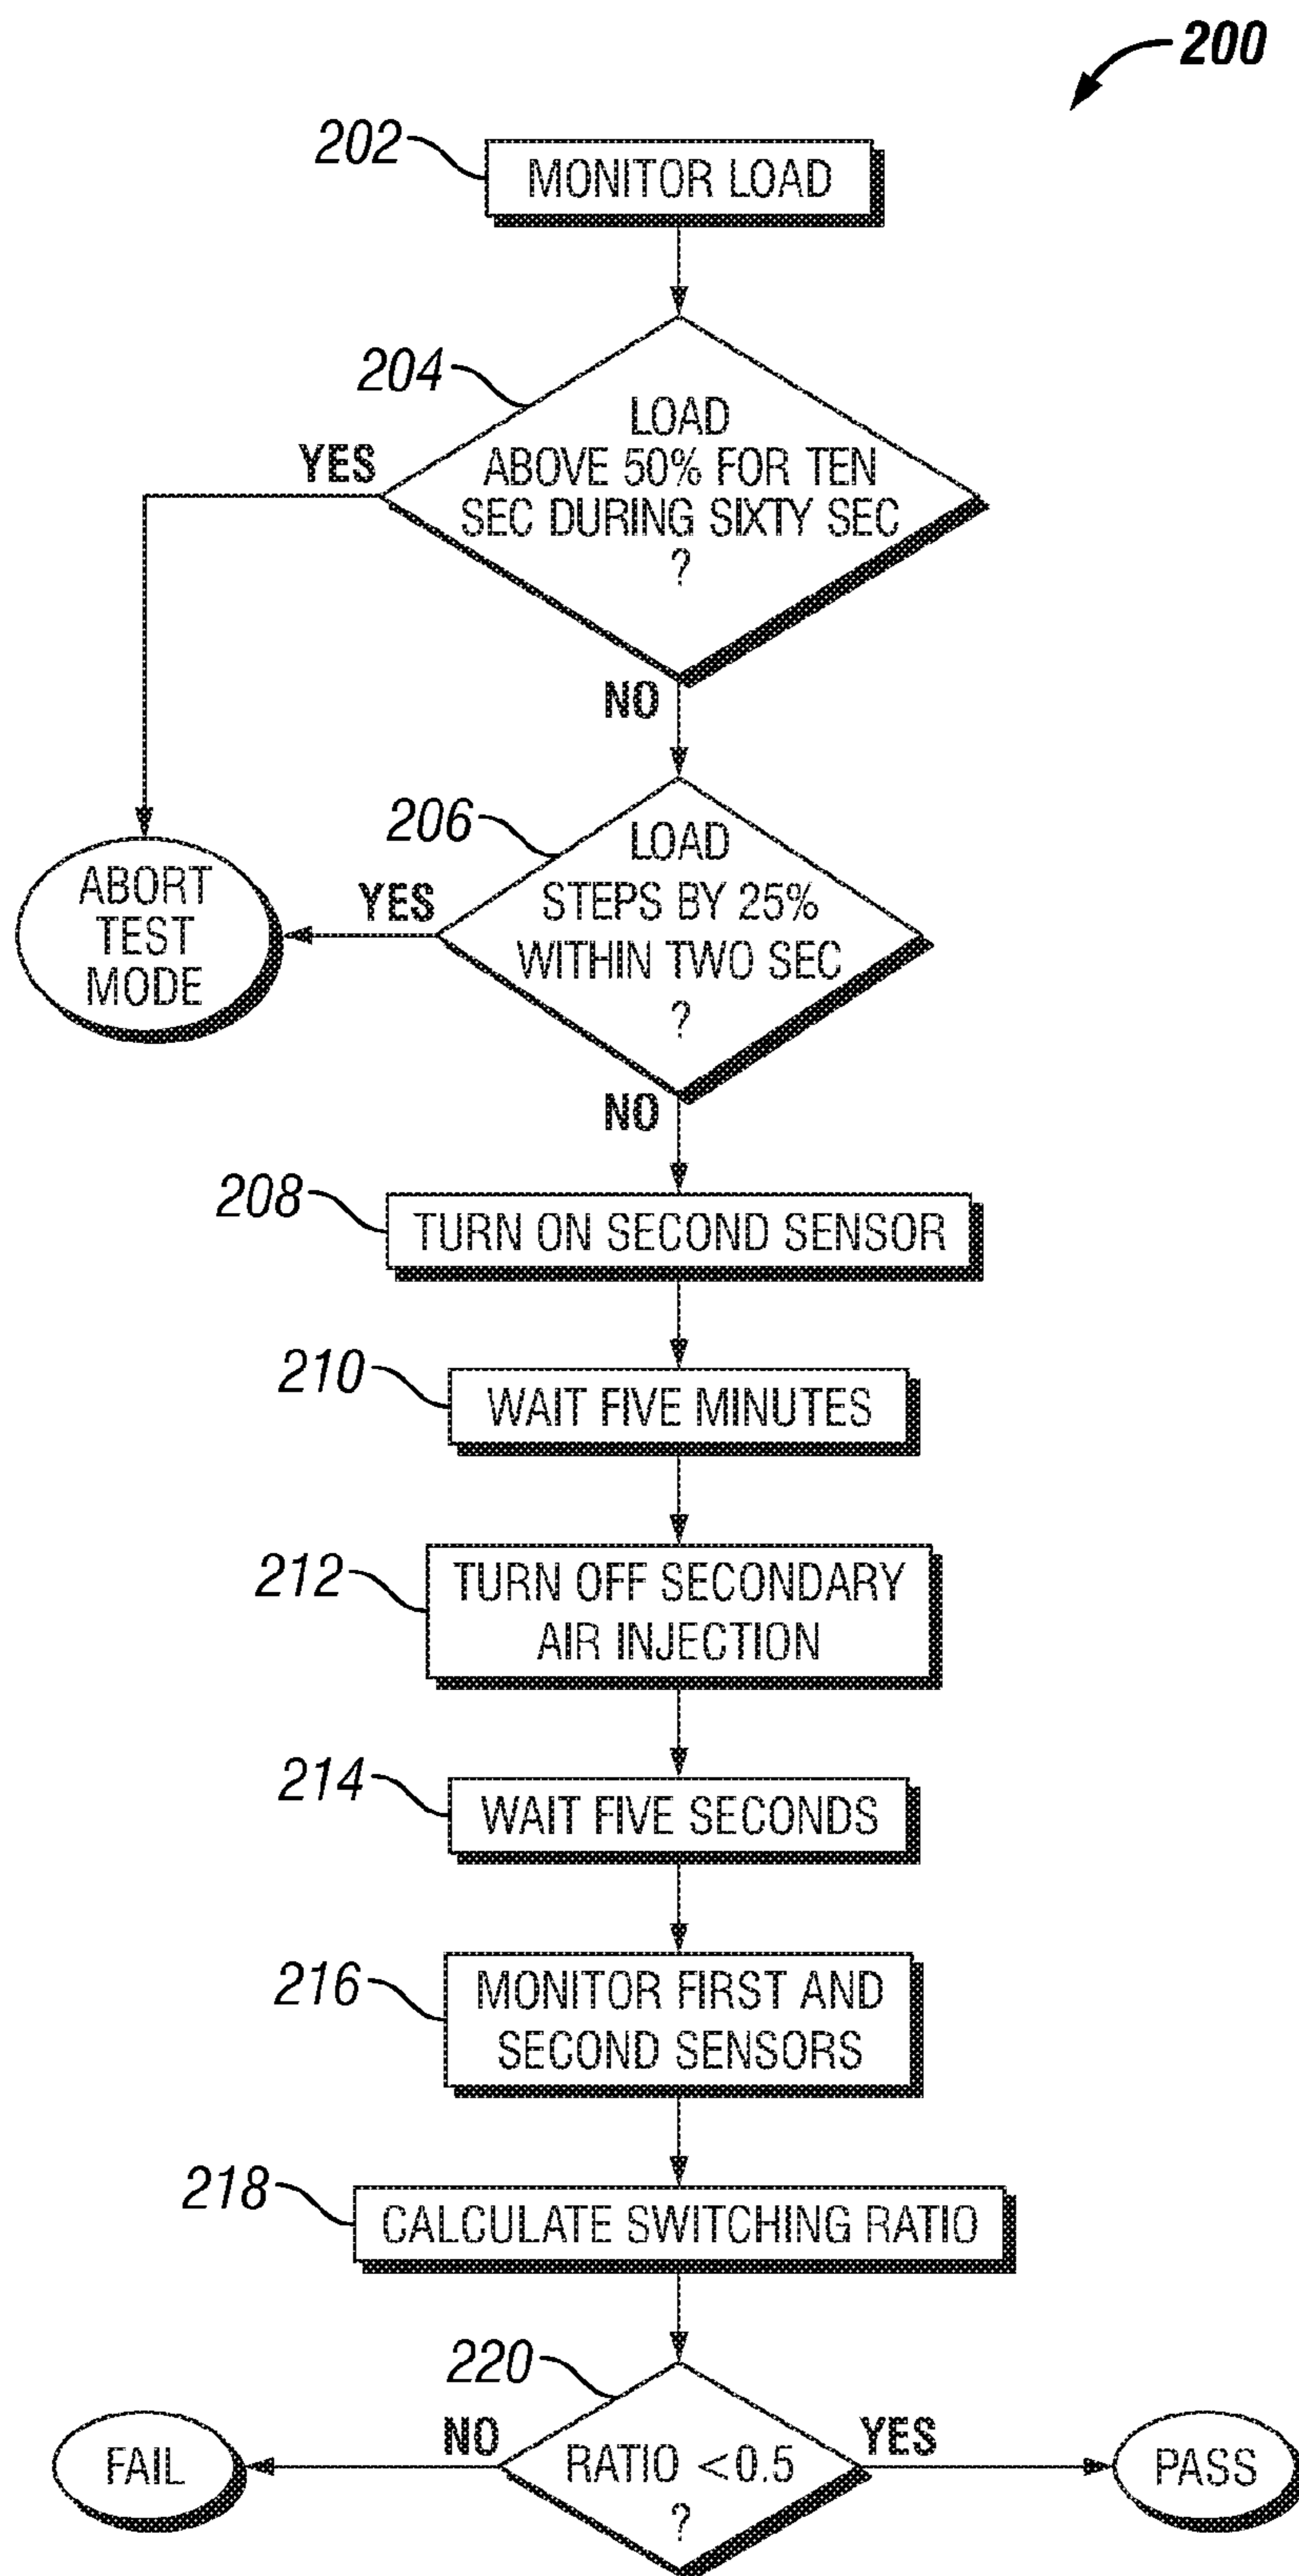 200
202
MONITOR LOAD
204
LOAD
ABOVE 50% FOR TEN
SEC DURING SIXTY SEC
?
YES
NO
206
LOAD
STEPS BY 25%
WITHIN TWO SEC
?
YES
ABORT
TEST
MODE
NO
208
TURN ON SECOND SENSOR
210
WAIT FIVE MINUTES
212
TURN OFF SECONDARY
AIR INJECTION
214
WAIT FIVE SECONDS
216
MONITOR FIRST AND
SECOND SENSORS
218
CALCULATE SWITCHING RATIO
220
RATIO <0.5
?
NO
FAIL
YES
PASS